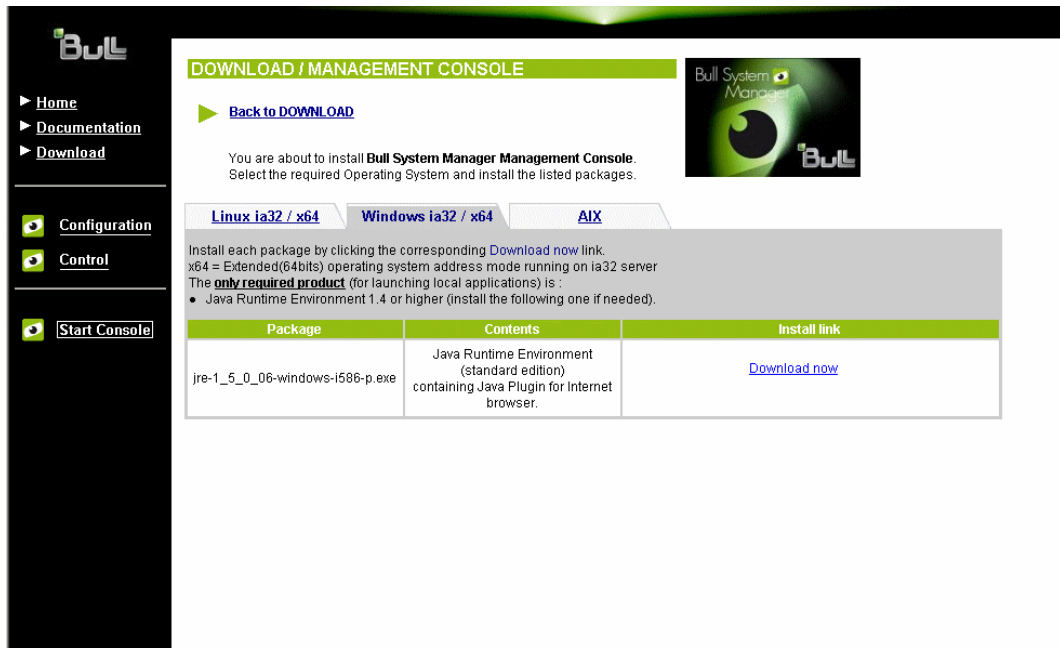 Bull
Home
Documentation
Download
Configuration
Control
Start Console
DOWNLOAD / MANAGEMENT CONSOLE
Back to DOWNLOAD
Bull System
Manager
Bull
You are about to install Bull System Manager Management Console.
Select the required Operating System and install the listed packages.
Linux ia32 / x64
Windows ia32 / x64
AIX
Install each package by clicking the corresponding Download now link.
x64 = Extended(64bits) operating system address mode running on ia32 server
The only required product (for launching local applications) is :
• Java Runtime Environment 1.4 or higher (install the following one if needed).
Package Contents Install link
jre-1_5_0_06-windows-i586-p.exe
Java Runtime Environment
(standard edition)
containing Java Plugin for Internet
browser.
Download now